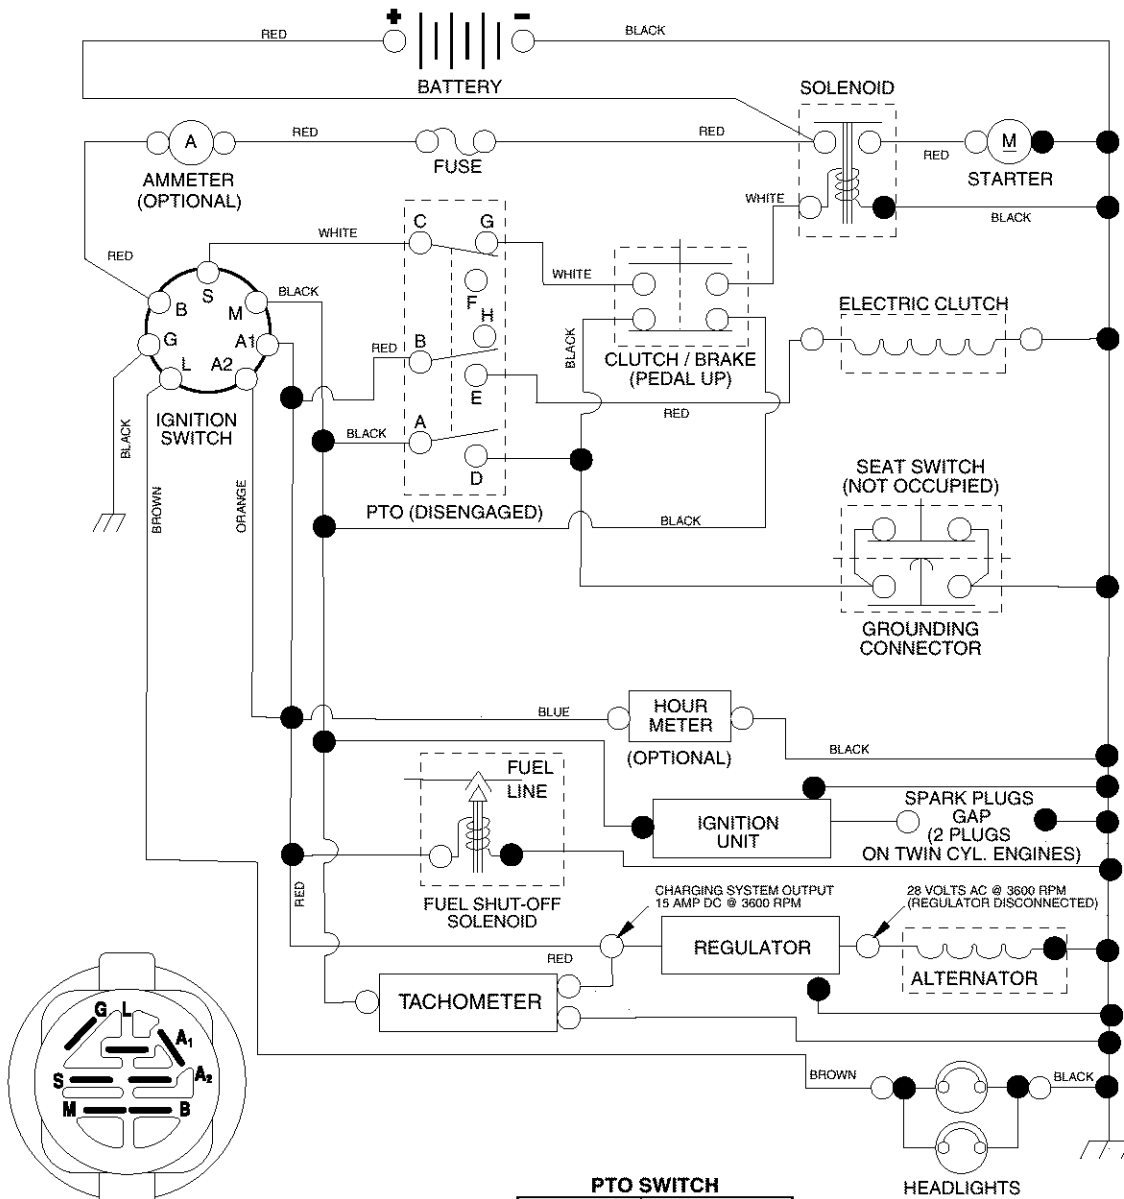 + -
RED
BLACK
BATTERY
SOLENOID
A
RED
RED
RED
M
FUSE
AMMETER
(OPTIONAL)
STARTER
WHITE
BLACK
C
G
WHITE
RED
WHITE
S
BLACK
F
B
M
H
ELECTRIC CLUTCH
G
A1
RED
B
BLACK
CLUTCH / BRAKE
(PEDAL UP)
L
A2
E
RED
IGNITION
SWITCH
A
BLACK
BLACK
D
SEAT SWITCH
(NOT OCCUPIED)
BROWN
ORANGE
PTO (DISENGAGED)
BLACK
GROUNDING
CONNECTOR
BLUE
HOUR
METER
(OPTIONAL)
BLACK
FUEL
LINE
SPARK PLUGS
GAP
(2 PLUGS
ON TWIN CYL. ENGINES)
IGNITION
UNIT
RED
FUEL SHUT-OFF
SOLENOID
CHARGING SYSTEM OUTPUT
15 AMP DC @ 3600 RPM
28 VOLTS AC @ 3600 RPM
(REGULATOR DISCONNECTED)
REGULATOR
RED
ALTERNATOR
TACHOMETER
G L
A1
A2
S
M
B
BROWN
BLACK
HEADLIGHTS
PTO SWITCH